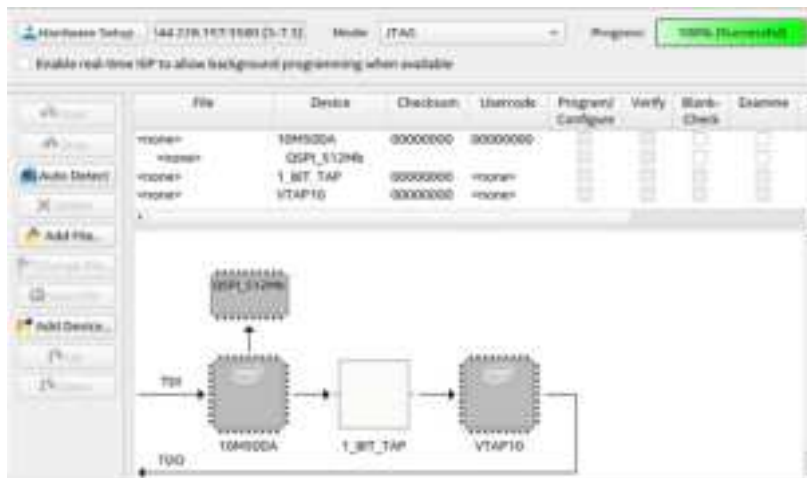 Hardware Setup
Mode: JTAG
Progress: 100% (Successful)
Enable real-time ISP to allow background programming when available
File Device Checksum Usercode Program/ Verify Blank- Examine
Configure Check
<none> 10M50DA 00000000 00000000
<none> QSPI_512Mb
<none> 1_BIT_TAP 00000000 <none>
<none> VTAP10 00000000 <none>
Auto Detect
Add File...
Add Device...
QSPI_512Mb
TDI
10M50DA 1_BIT_TAP VTAP10
TDO